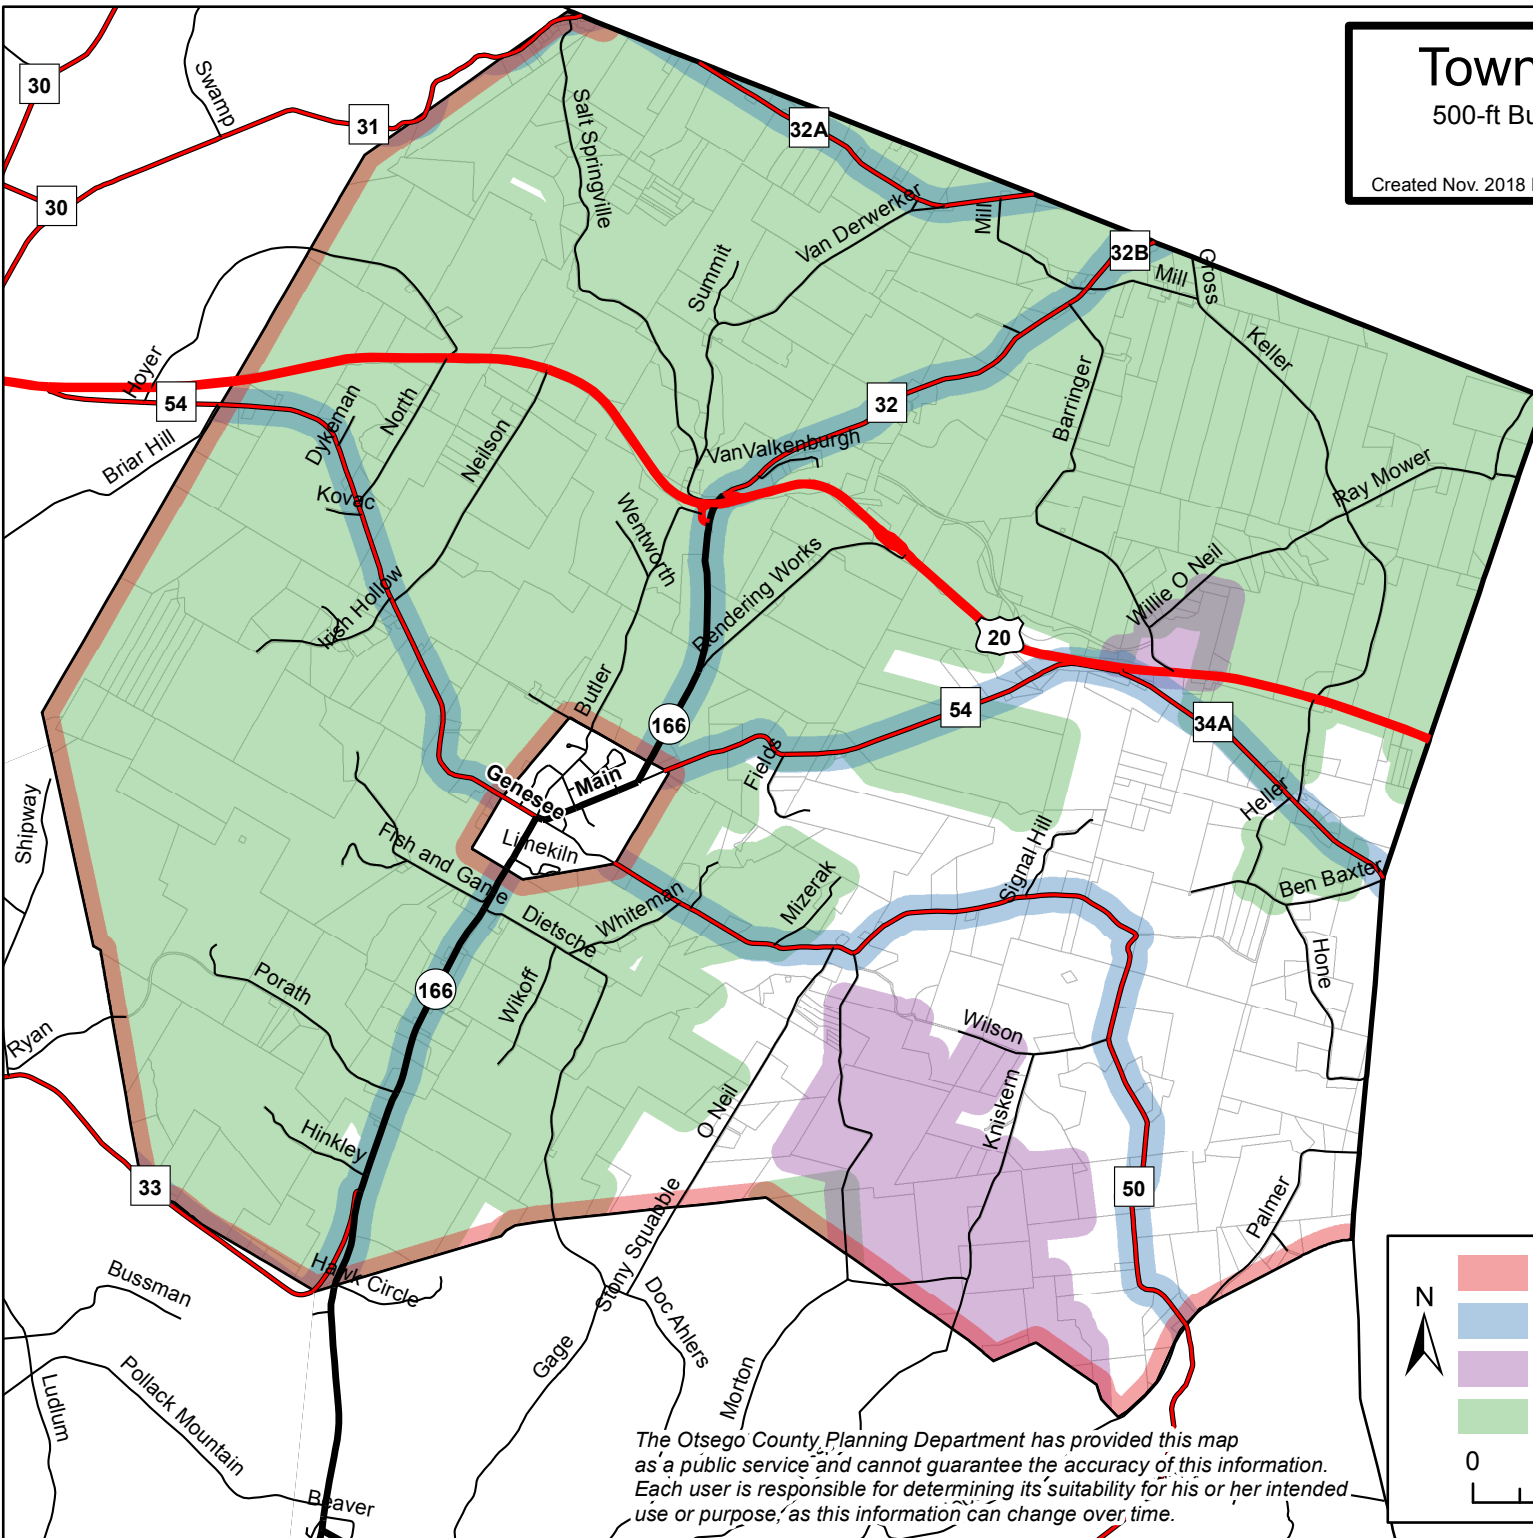 Town
500-ft Bu
Created Nov. 2018
30
Swamp
31
30
Salt Springville
32A
Van Derwerker
Mill
32B
Mill
Gross
Summit
Keller
Hoyer
54
Briar Hill
Dykeman
North
Neilson
Kovac
32
VanValkenburgh
Barringer
Ray Mower
Wentworth
Rendering Works
Irish Hollow
Willie O Neil
20
Butler
166
54
34A
Fields
Genesee
Main
Limekiln
Heller
Shipway
Fish and Game
Signal Hill
Ben Baxter
Mizerak
Whiteman
Dietsche
Hone
Porath
166
Wikoff
Wilson
Ryan
O Neil
Kniskern
Hinkley
33
50
Palmer
Stony Squabble
Hawk Circle
Bussman
Doc Ahlers
Gage
Morton
Pollack Mountain
Ludlum
Beaver
N
0
The Otsego County Planning Department has provided this map
as a public service and cannot guarantee the accuracy of this information.
Each user is responsible for determining its suitability for his or her intended
use or purpose, as this information can change over time.